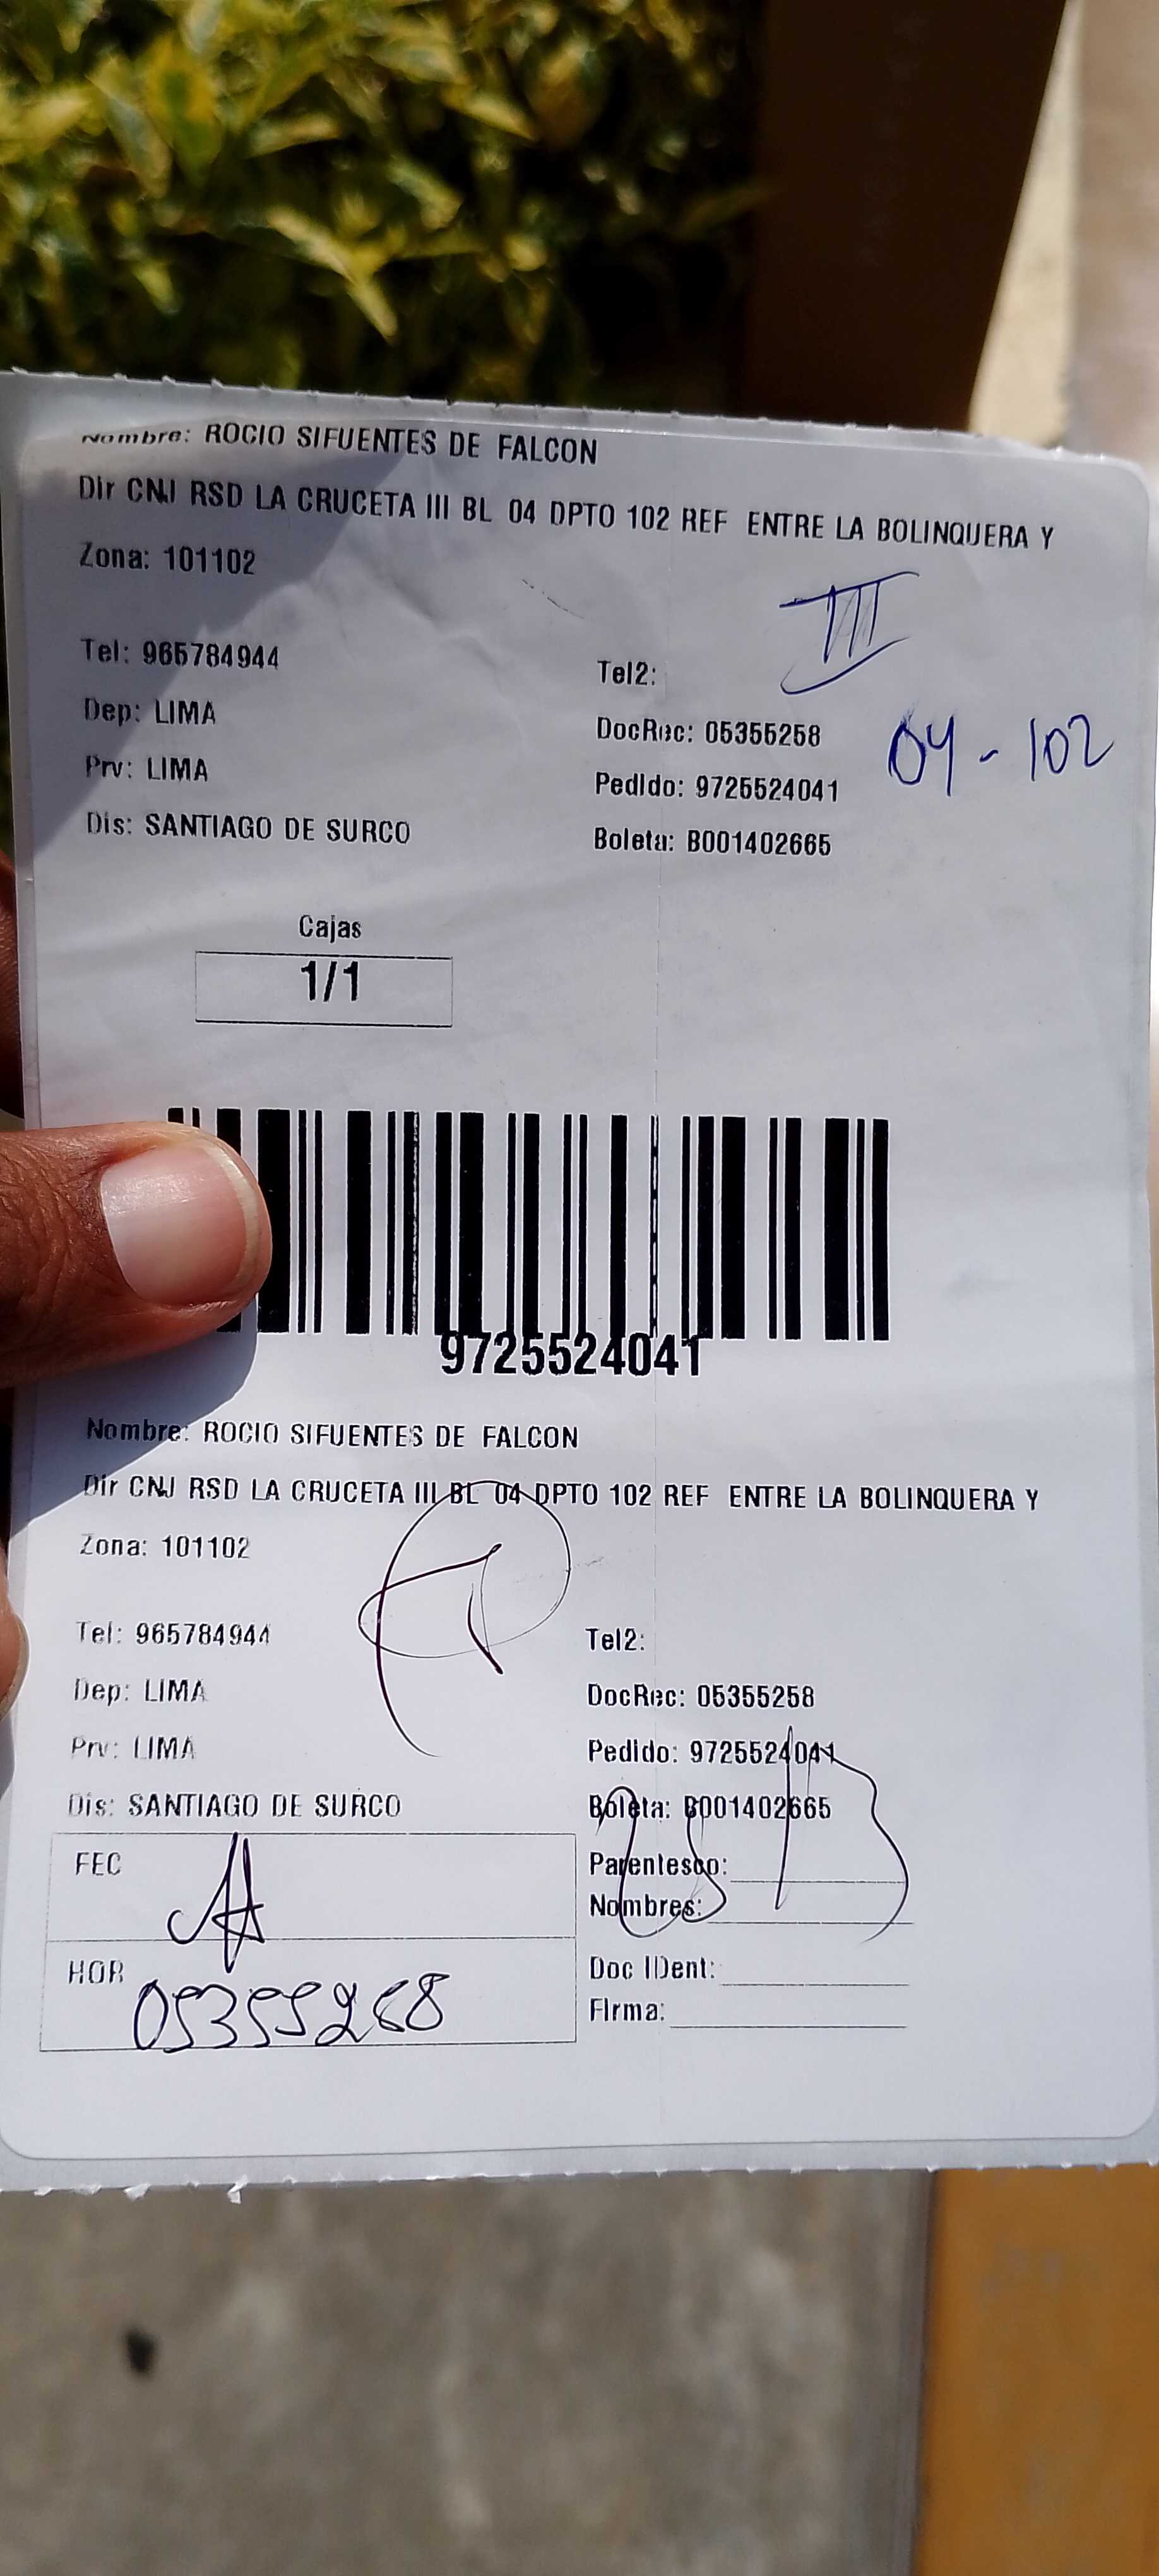 Nombre: ROCIO SIFUENTES DE FALCON
Dir CNJ RSD LA CRUCETA III BL 04 DPTO 102 REF ENTRE LA BOLINQUERA Y
Zona: 101102
III
Tel: 965784944
Tel2:
Dep: LIMA
DocRec: 05355258
04 - 102
Prv: LIMA
Pedido: 9725524041
Dis: SANTIAGO DE SURCO
Boleta: B001402665
Cajas
1/1
9725524041
Nombre: ROCIO SIFUENTES DE FALCON
Dir CNJ RSD LA CRUCETA III BL 04 DPTO 102 REF ENTRE LA BOLINQUERA Y
Zona: 101102
Tel: 965784944
Tel2:
Dep: LIMA
DocRec: 05355258
Prv: LIMA
Pedido: 9725524041
Dis: SANTIAGO DE SURCO
Boleta: B001402665
FEC
Parentesco:
Nombres:
HOR
Doc IDent:
Firma: